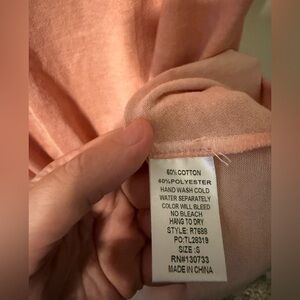 60% COTTON
40% POLYESTER
HAND WASH COLD
WATER SEPARATELY
COLOR WILL BLEED
NO BLEACH
HANG TO DRY
STYLE: R7689
PO:TL28319
SIZE :S
RN#130733
MADE IN CHINA